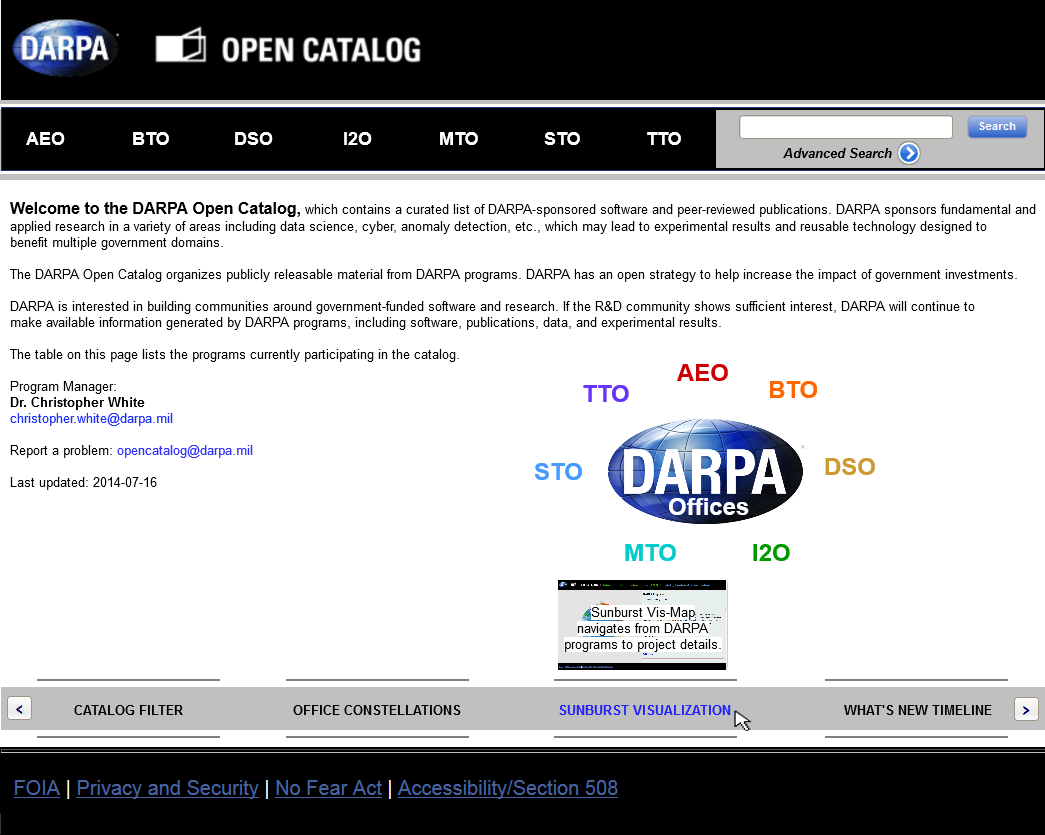 DARPA OPEN CATALOG
AEO BTO DSO I2O MTO STO TTO
Search
Advanced Search
Welcome to the DARPA Open Catalog, which contains a curated list of DARPA-sponsored software and peer-reviewed publications. DARPA sponsors fundamental and
applied research in a variety of areas including data science, cyber, anomaly detection, etc., which may lead to experimental results and reusable technology designed to
benefit multiple government domains.
The DARPA Open Catalog organizes publicly releasable material from DARPA programs. DARPA has an open strategy to help increase the impact of government investments.
DARPA is interested in building communities around government-funded software and research. If the R&D community shows sufficient interest, DARPA will continue to
make available information generated by DARPA programs, including software, publications, data, and experimental results.
The table on this page lists the programs currently participating in the catalog.
Program Manager:
Dr. Christopher White
christopher.white@darpa.mil
Report a problem: opencatalog@darpa.mil
Last updated: 2014-07-16
AEO
TTO
BTO
STO
DARPA
Offices
DSO
MTO
I2O
Sunburst Vis-Map
navigates from DARPA
programs to project details.
< CATALOG FILTER OFFICE CONSTELLATIONS SUNBURST VISUALIZATION WHAT'S NEW TIMELINE >
FOIA | Privacy and Security | No Fear Act | Accessibility/Section 508